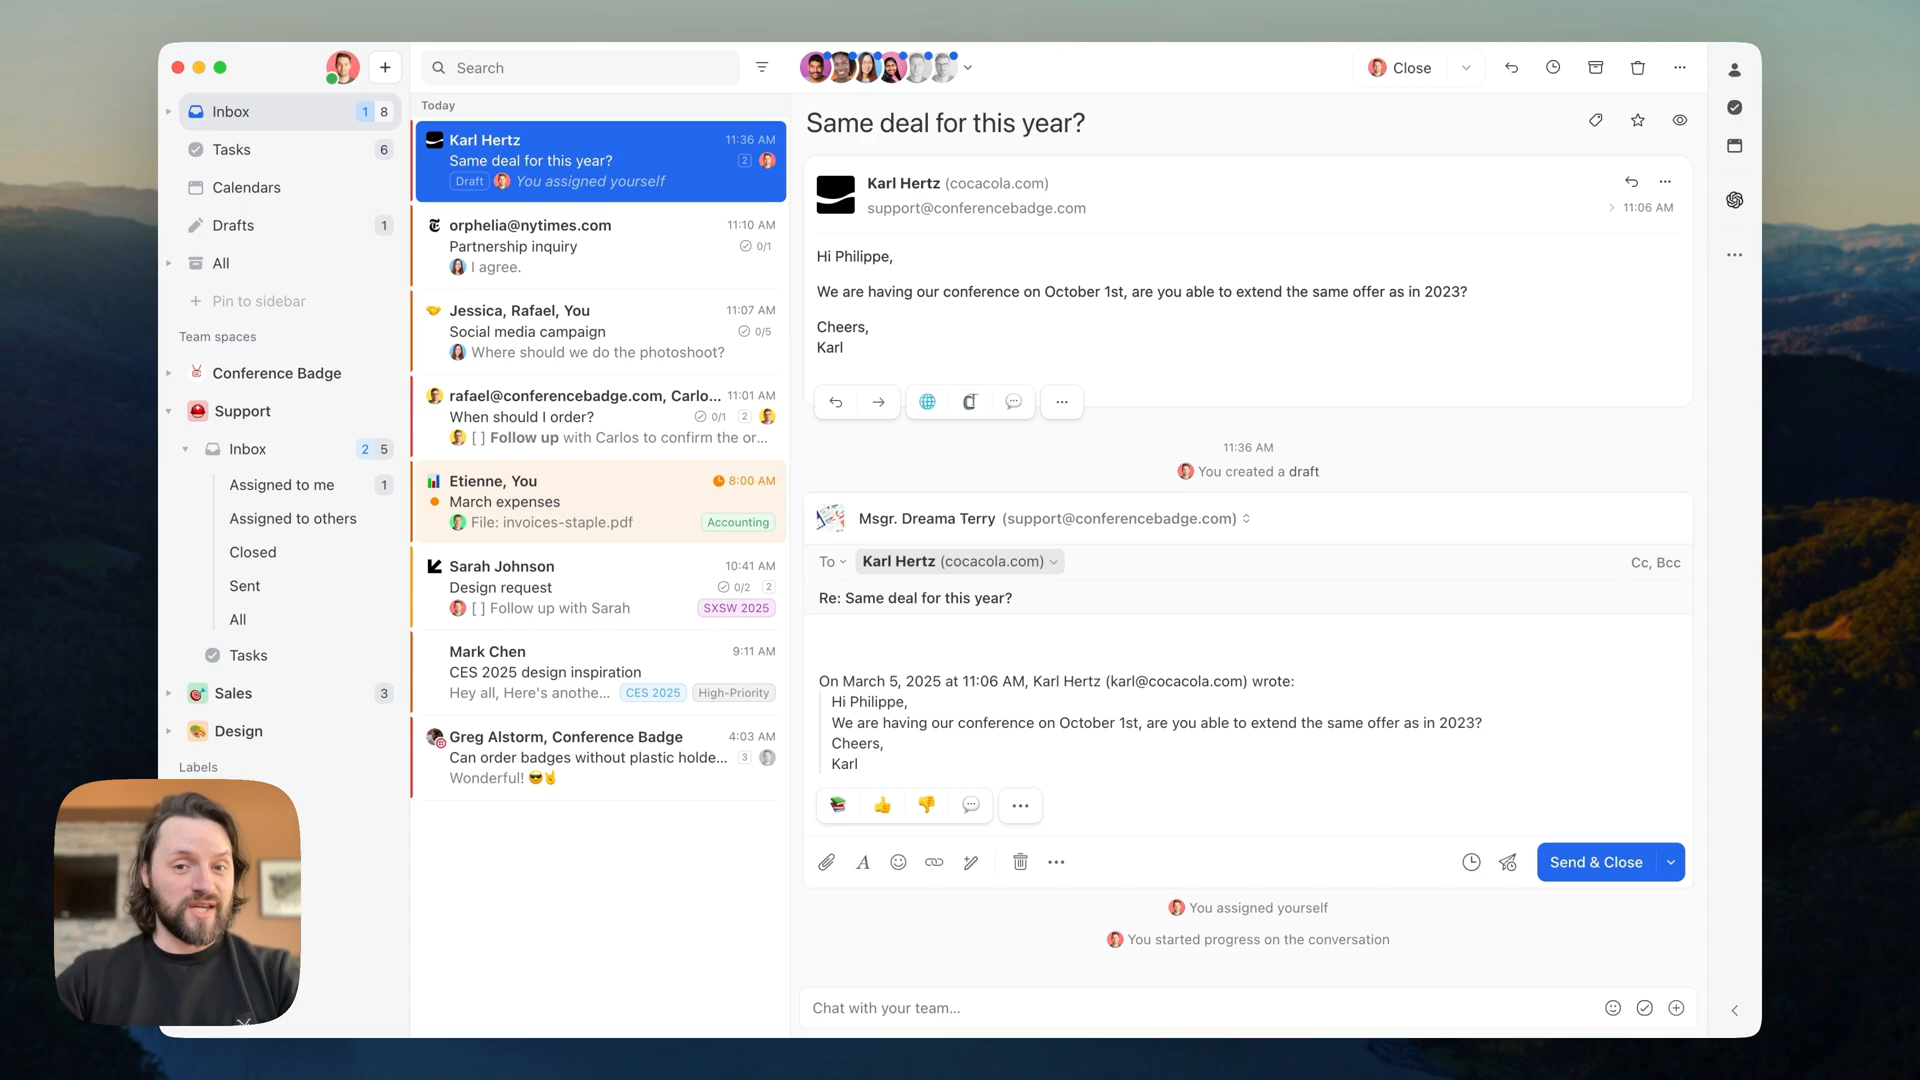 Inbox 1 8
Tasks 6
Calendars
Drafts 1
All
Pin to sidebar
Team spaces
Conference Badge
Support
Inbox 2 5
Assigned to me 1
Assigned to others
Closed
Sent
All
Tasks
Sales 3
Design
Labels
Search
Today
Karl Hertz 11:36 AM
Same deal for this year? 2
Draft You assigned yourself
orphelia@nytimes.com 11:10 AM
Partnership inquiry 0/1
I agree.
Jessica, Rafael, You 11:07 AM
Social media campaign 0/5
Where should we do the photoshoot?
rafael@conferencebadge.com, Carlo... 11:01 AM
When should I order? 0/1 2
[ ] Follow up with Carlos to confirm the or...
Etienne, You 8:00 AM
March expenses
File: invoices-staple.pdf Accounting
Sarah Johnson 10:41 AM
Design request 0/2 2
[ ] Follow up with Sarah SXSW 2025
Mark Chen 9:11 AM
CES 2025 design inspiration
Hey all, Here's anothe... CES 2025 High-Priority
Greg Alstorm, Conference Badge 4:03 AM
Can order badges without plastic holde... 3
Wonderful! 😎🤘
Close
Same deal for this year?
Karl Hertz (cocacola.com)
support@conferencebadge.com 11:06 AM
Hi Philippe,
We are having our conference on October 1st, are you able to extend the same offer as in 2023?
Cheers,
Karl
11:36 AM
You created a draft
Msgr. Dreama Terry (support@conferencebadge.com)
To Karl Hertz (cocacola.com) Cc, Bcc
Re: Same deal for this year?
On March 5, 2025 at 11:06 AM, Karl Hertz (karl@cocacola.com) wrote:
Hi Philippe,
We are having our conference on October 1st, are you able to extend the same offer as in 2023?
Cheers,
Karl
Send & Close
You assigned yourself
You started progress on the conversation
Chat with your team...